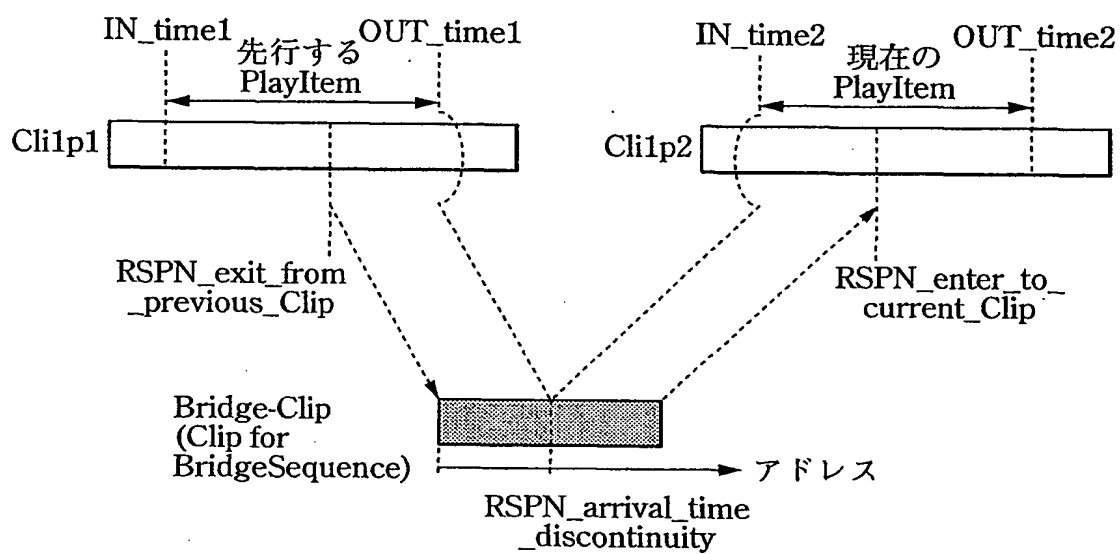 IN_time1
先行する
PlayItem
OUT_time1
IN_time2
現在の
PlayItem
OUT_time2
Cli1p1
Cli1p2
RSPN_exit_from
_previous_Clip
RSPN_enter_to_
current_Clip
Bridge-Clip
(Clip for
BridgeSequence)
アドレス
RSPN_arrival_time
_discontinuity